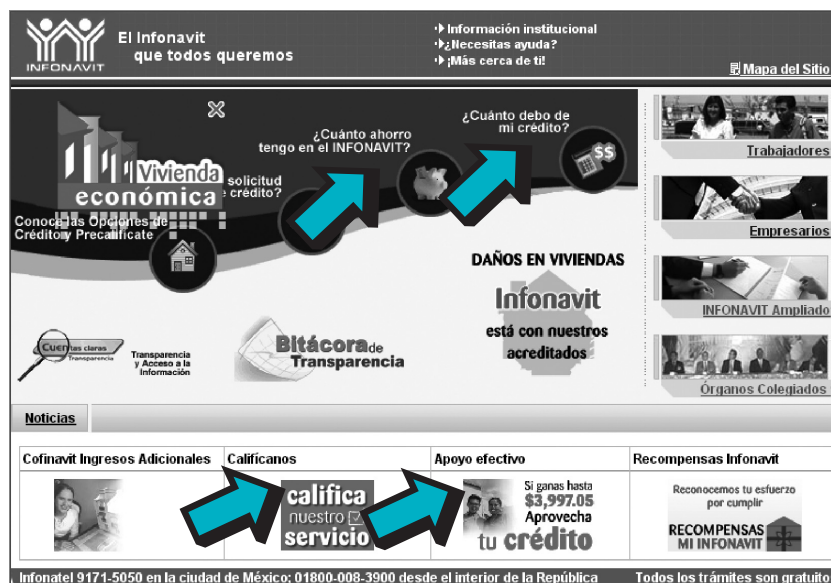 INFONAVIT
El Infonavit
que todos queremos
Información institucional
¿Necesitas ayuda?
¡Más cerca de ti!
Mapa del Sitio
Vivienda
económica
¿Cuánto ahorro
tengo en el INFONAVIT?
¿Cuánto debo de
mi crédito?
$$
solicitud
crédito?
Conoce las Opciones de
Crédito y Precalifícate
Trabajadores
Empresarios
INFONAVIT Ampliado
Órganos Colegiados
DAÑOS EN VIVIENDAS
Infonavit
está con nuestros
acreditados
Cuentas claras
Transparencia
Transparencia
y Acceso a la
Información
Bitácora de
Transparencia
Noticias
Cofinavit Ingresos Adicionales
Califícanos
Apoyo efectivo
Recompensas Infonavit
califica
nuestro
servicio
Si ganas hasta
$3,997.05
Aprovecha
tu crédito
Reconocemos tu esfuerzo
por cumplir
RECOMPENSAS
MI INFONAVIT
Infonatel 9171-5050 en la ciudad de México; 01800-008-3900 desde el interior de la República
Todos los trámites son gratuito